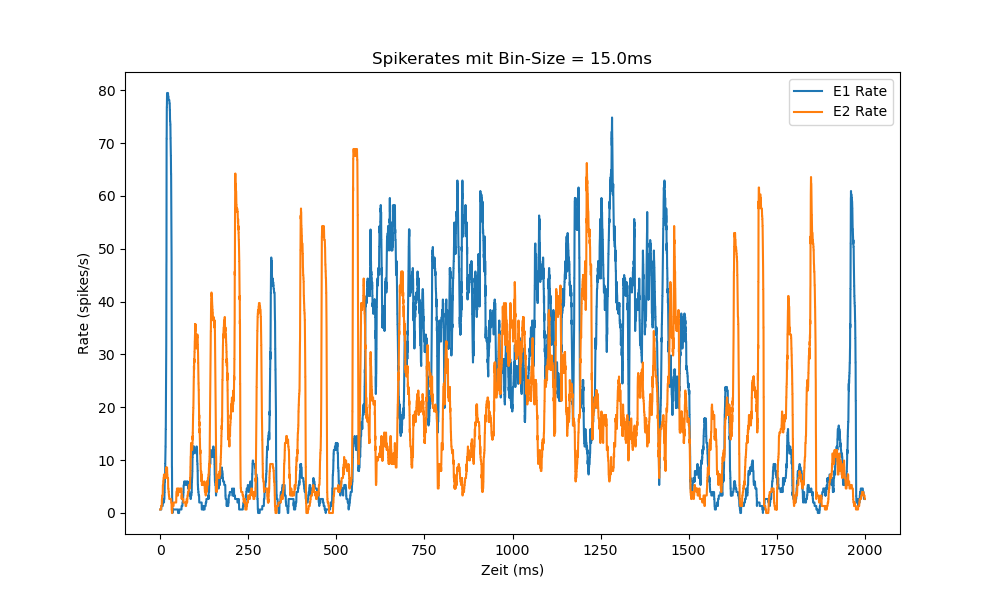 Spikerates mit Bin-Size = 15.0ms
E1 Rate
E2 Rate
Rate (spikes/s)
80
70
60
50
40
30
20
10
0
0 250 500 750 1000 1250 1500 1750 2000
Zeit (ms)